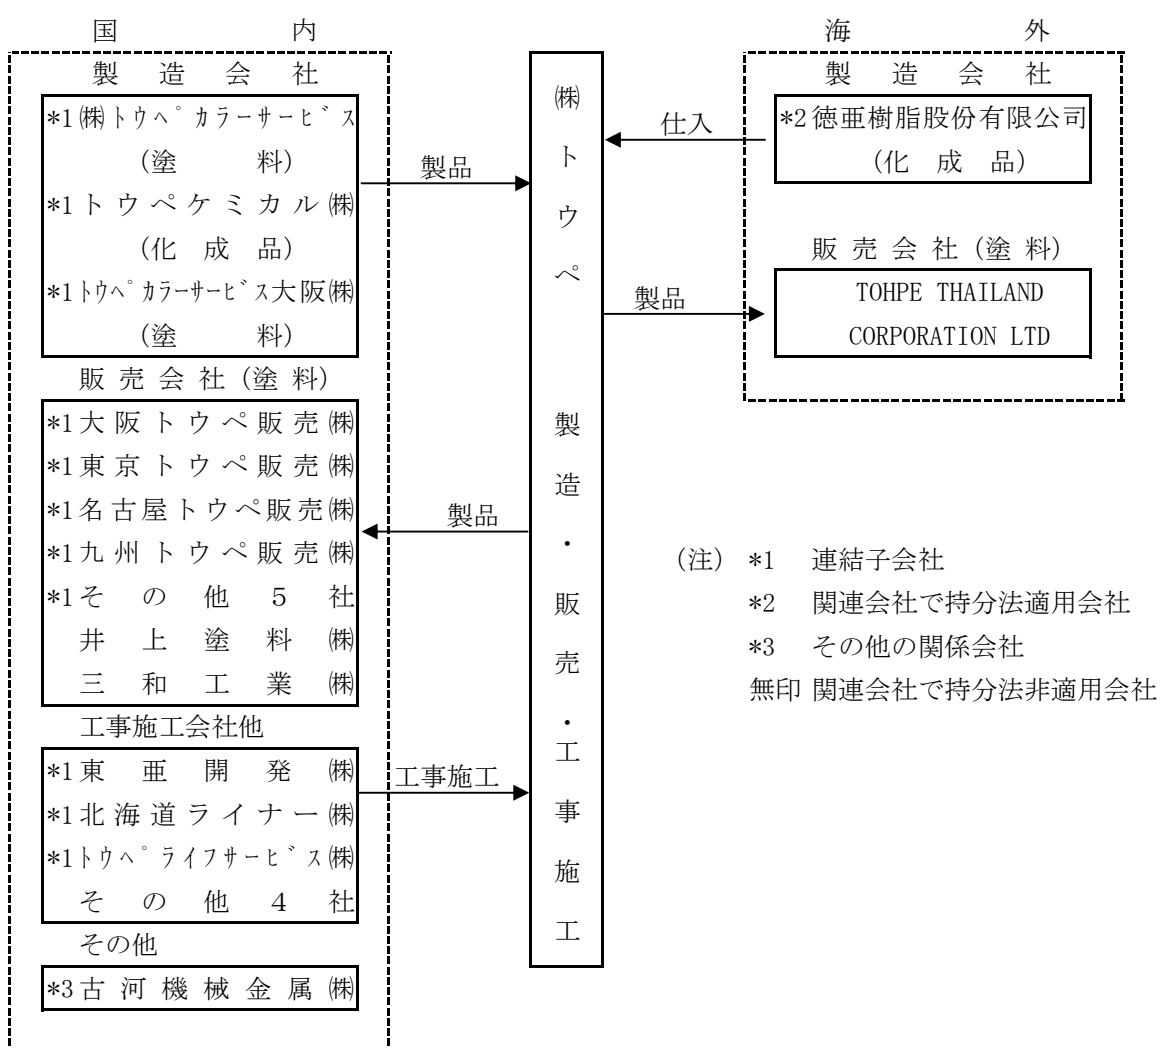 国 内
製 造 会 社
*1㈱トウペカラーサービス
(塗 料)
*1トウペケミカル㈱
(化 成 品)
*1トウペカラーサービス大阪㈱
(塗 料)
販 売 会 社 (塗 料)
*1大 阪 ト ウ ペ 販 売 ㈱
*1東 京 ト ウ ペ 販 売 ㈱
*1名 古 屋 ト ウ ペ 販 売 ㈱
*1九 州 ト ウ ペ 販 売 ㈱
*1そ の 他 5 社
井 上 塗 料 ㈱
三 和 工 業 ㈱
工事施工会社他
*1東 亜 開 発 ㈱
*1北 海 道 ラ イ ナ ー ㈱
*1トウペライフサービス㈱
そ の 他 4 社
その他
*3古 河 機 械 金 属 ㈱
製品
製品
工事施工
㈱トウペ 製造・販売・工事施工
仕入
製品
海 外
製 造 会 社
*2徳亜樹脂股份有限公司
(化 成 品)
販 売 会 社 (塗 料)
TOHPE THAILAND
CORPORATION LTD
(注) *1 連結子会社
*2 関連会社で持分法適用会社
*3 その他の関係会社
無印 関連会社で持分法非適用会社